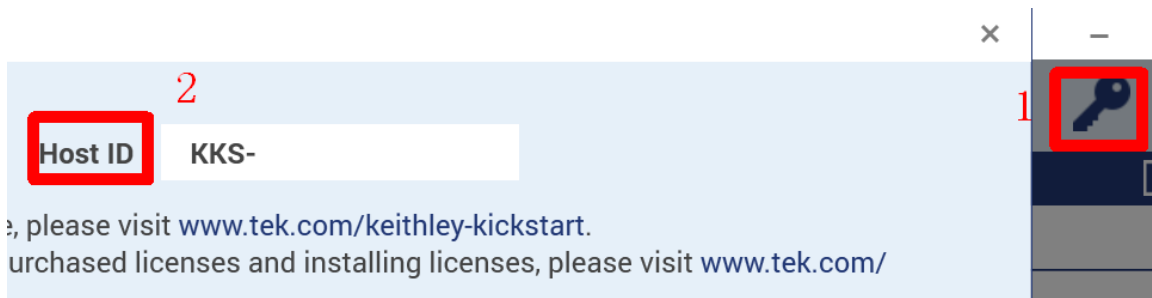 2
1
Host ID KKS-
e, please visit www.tek.com/keithley-kickstart.
urchased licenses and installing licenses, please visit www.tek.com/